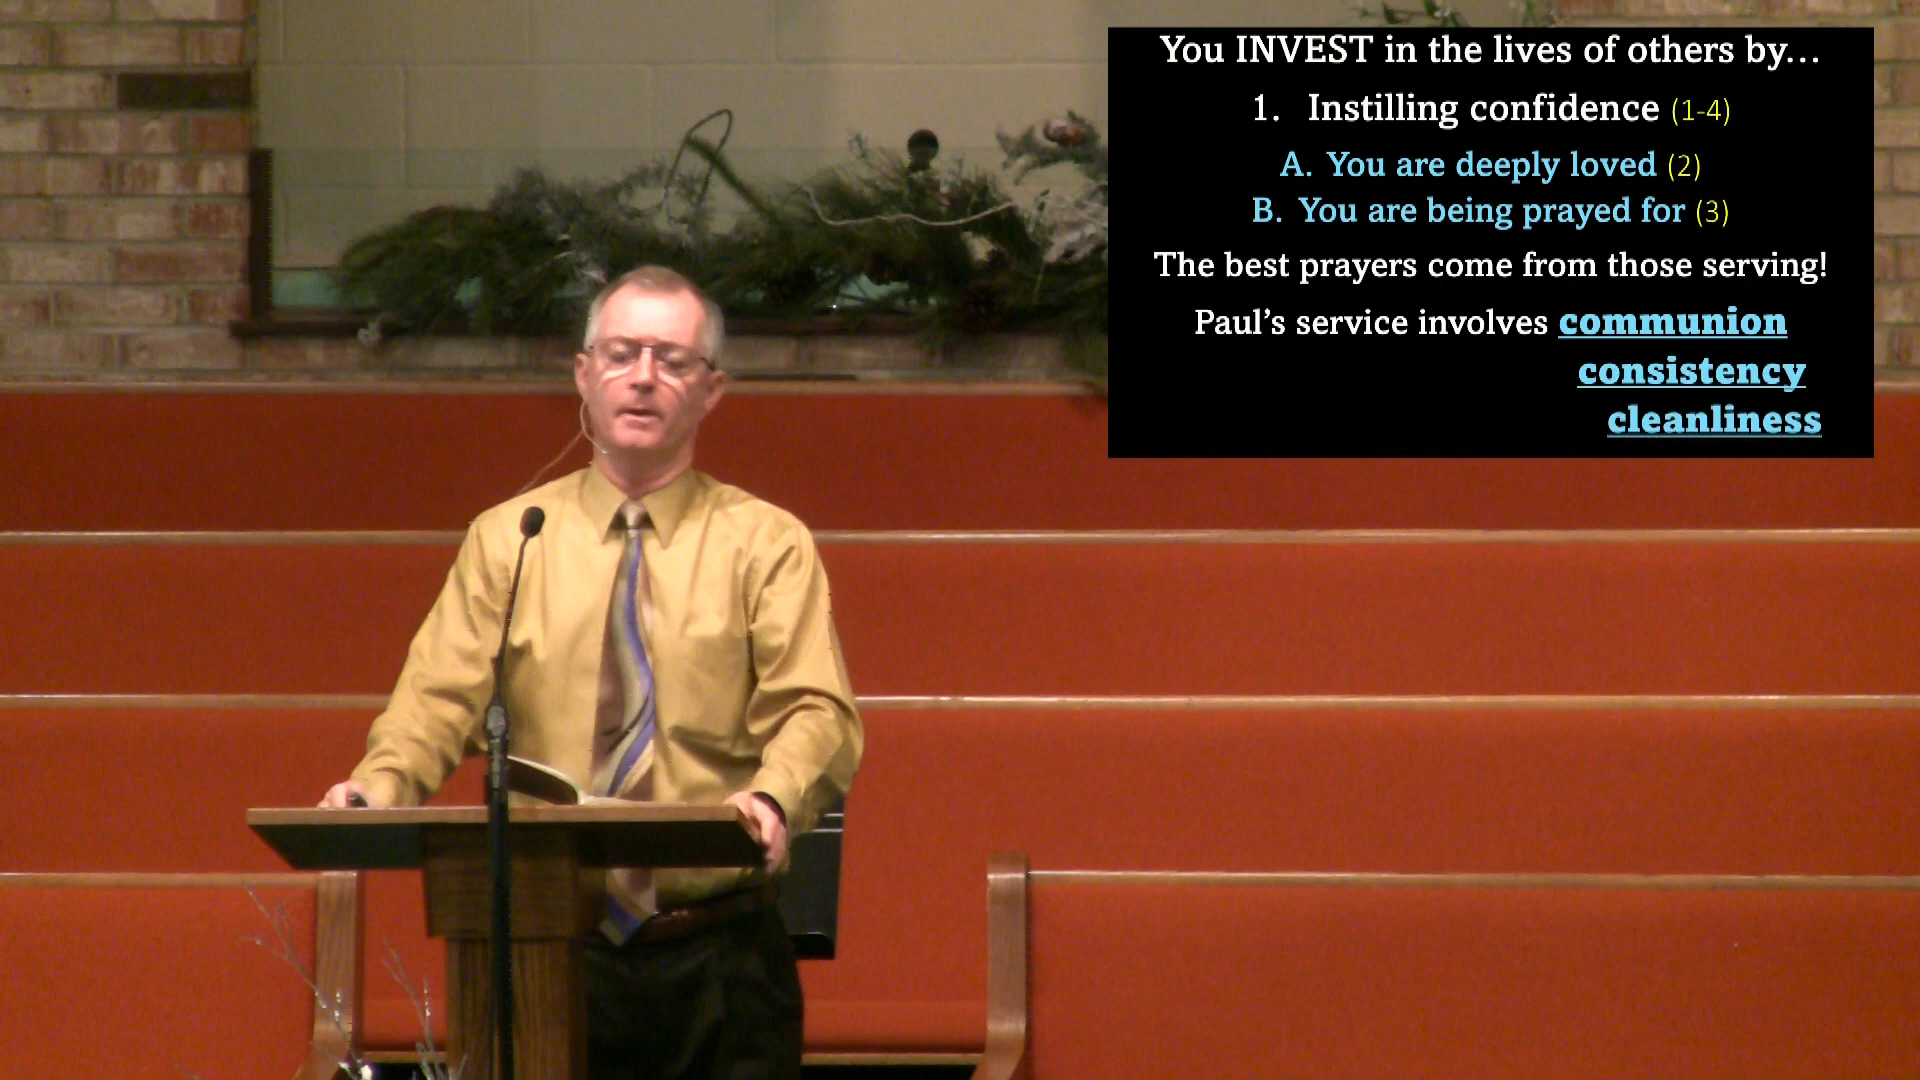 You INVEST in the lives of others by...
1. Instilling confidence (1-4)
A. You are deeply loved (2)
B. You are being prayed for (3)
The best prayers come from those serving!
Paul's service involves communion
consistency
cleanliness